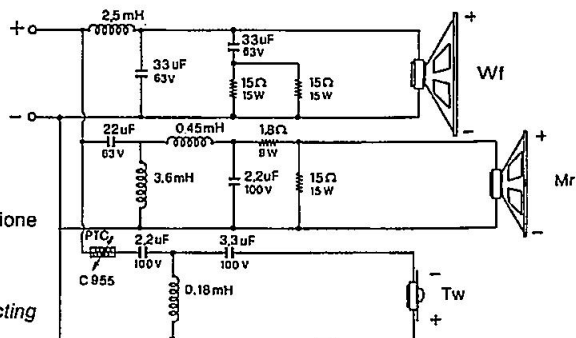 +
2,5mH
33uF
63V
33uF
63V
15Ω
15W
15Ω
15W
+
Wf
-
-
22uF
63V
0.45mH
1,8Ω
8W
3.6mH
2,2uF
100V
15Ω
15W
+
Mr
-
ione
PTC
C955
2,2uF
100V
3,3uF
100V
0.18mH
-
Tw
+
cting